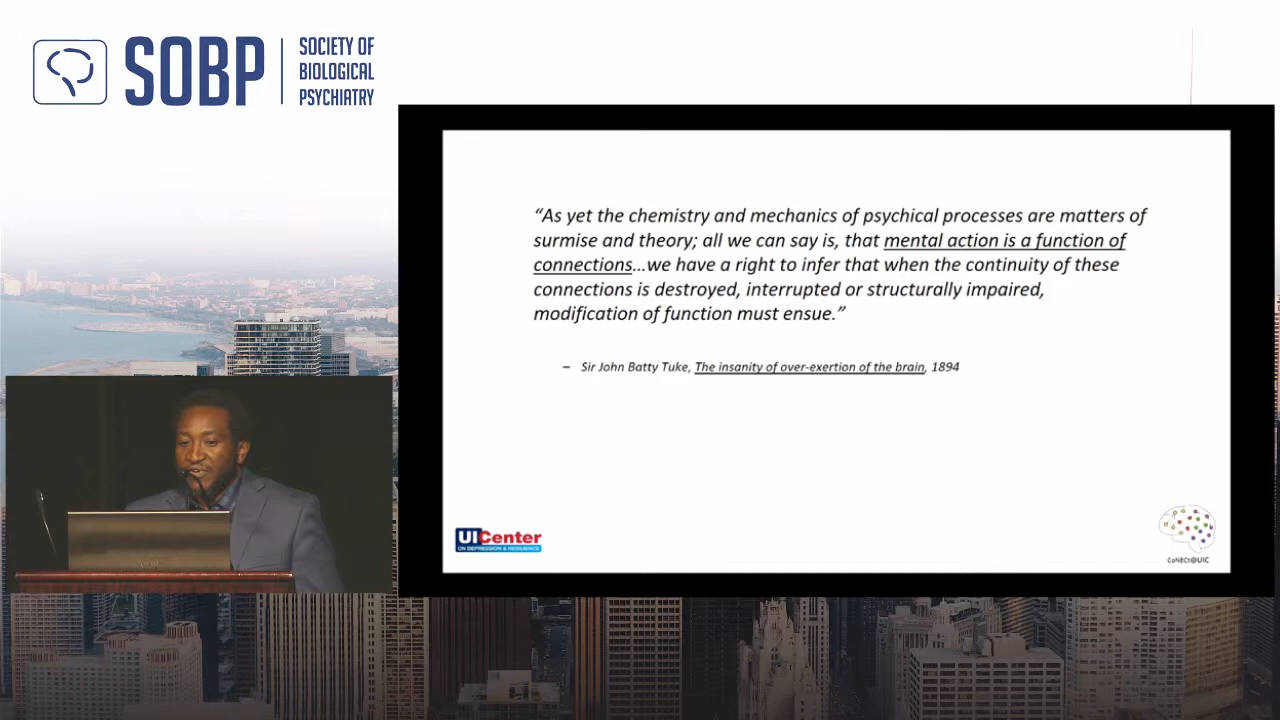 SOBP
SOCIETY OF
BIOLOGICAL
PSYCHIATRY
“As yet the chemistry and mechanics of psychical processes are matters of
surmise and theory; all we can say is, that mental action is a function of
connections…we have a right to infer that when the continuity of these
connections is destroyed, interrupted or structurally impaired,
modification of function must ensue.”
– Sir John Batty Tuke, The insanity of over-exertion of the brain, 1894
UICenter
ON DEPRESSION & RESILIENCE
CoNECt@UIC